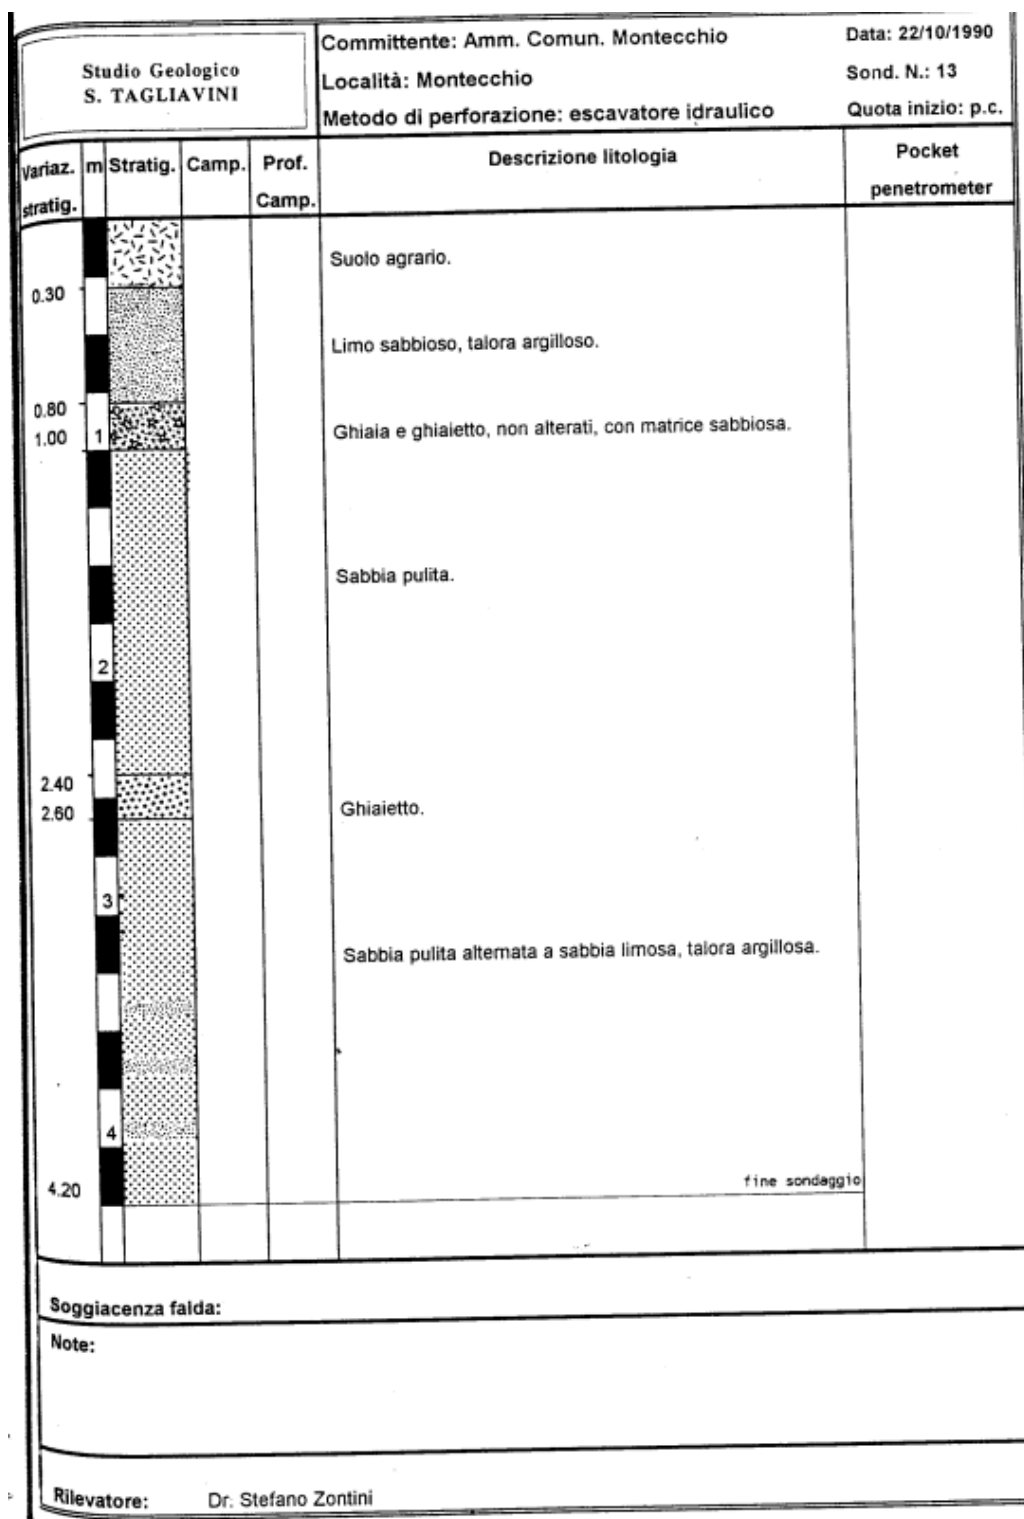 Studio Geologico
S. TAGLIAVINI
Committente: Amm. Comun. Montecchio
Località: Montecchio
Metodo di perforazione: escavatore idraulico
Data: 22/10/1990
Sond. N.: 13
Quota inizio: p.c.
Variaz. stratig.
m
Stratig.
Camp.
Prof. Camp.
Descrizione litologia
Pocket penetrometer
Suolo agrario.
0.30
Limo sabbioso, talora argilloso.
0.80
1.00
1
Ghiaia e ghiaietto, non alterati, con matrice sabbiosa.
Sabbia pulita.
2
2.40
2.60
Ghiaietto.
3
Sabbia pulita alternata a sabbia limosa, talora argillosa.
4
4.20
fine sondaggio
Soggiacenza falda:
Note:
Rilevatore: Dr. Stefano Zontini